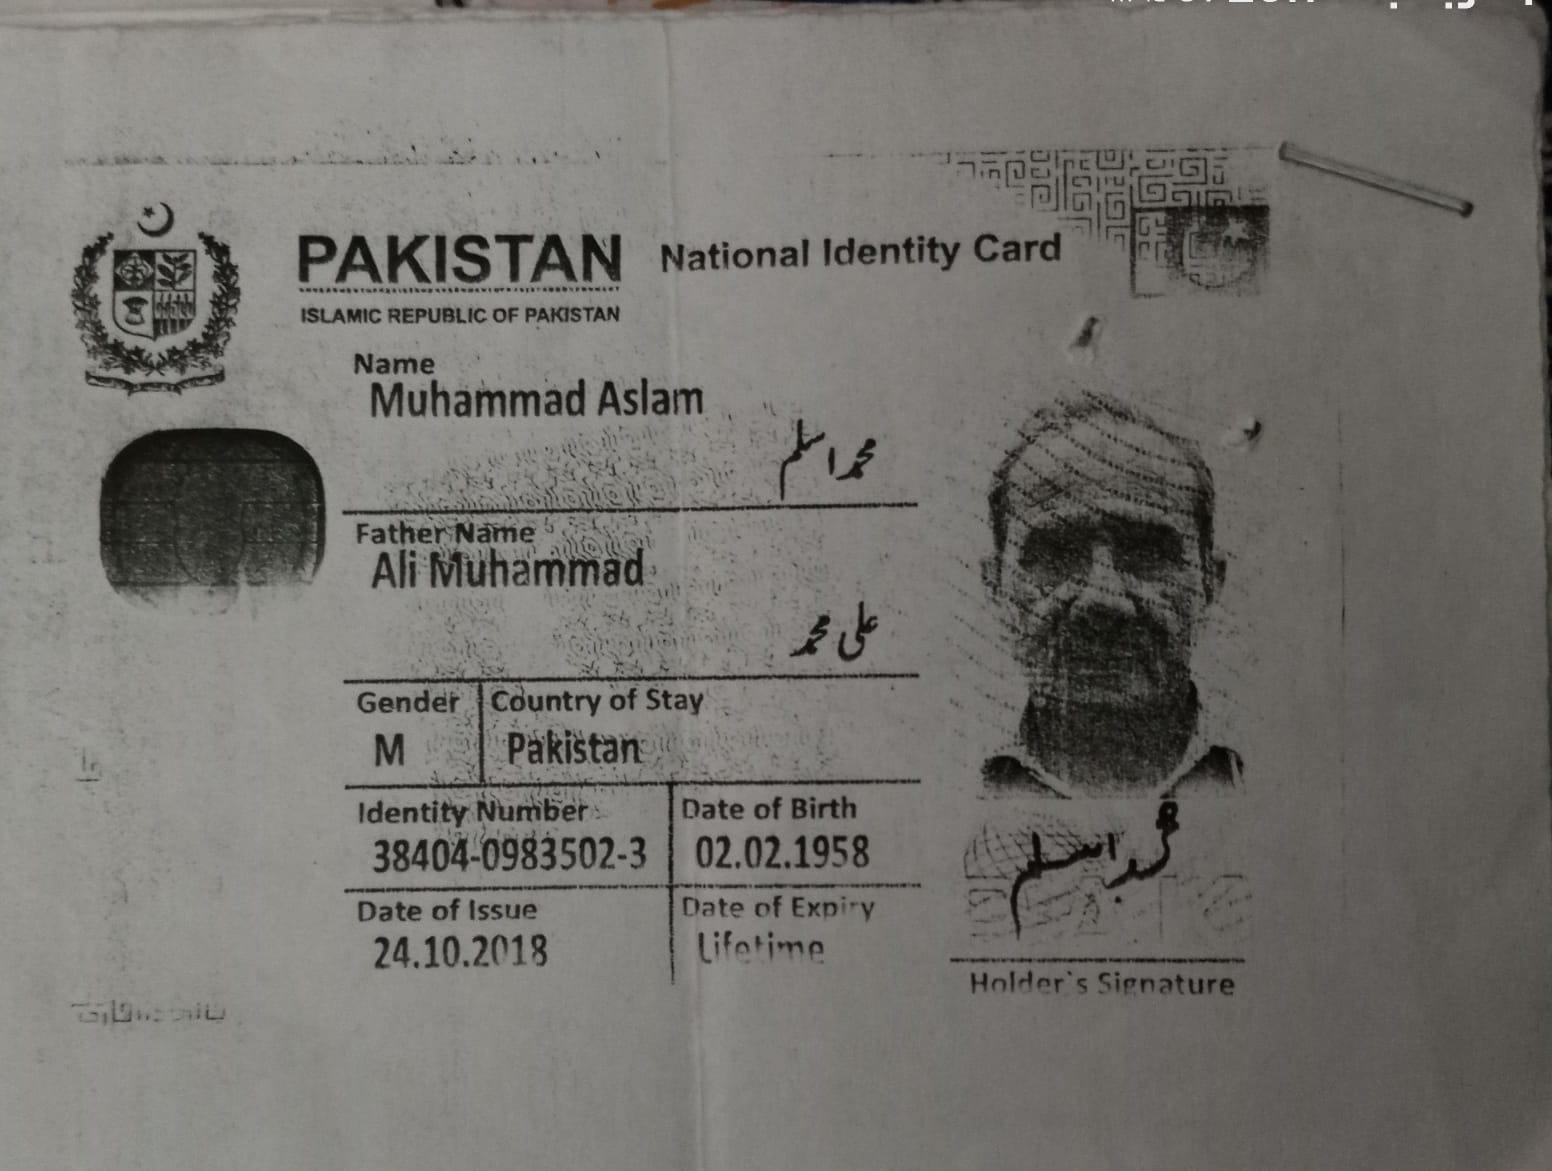 PAKISTAN National Identity Card
ISLAMIC REPUBLIC OF PAKISTAN
Name
Muhammad Aslam
محمد اسلم
Father Name
Ali Muhammad
علی محمد
Gender Country of Stay
M Pakistan
Identity Number Date of Birth
38404-0983502-3 02.02.1958
Date of Issue Date of Expiry
24.10.2018 Lifetime
محمد اسلم
Holder`s Signature